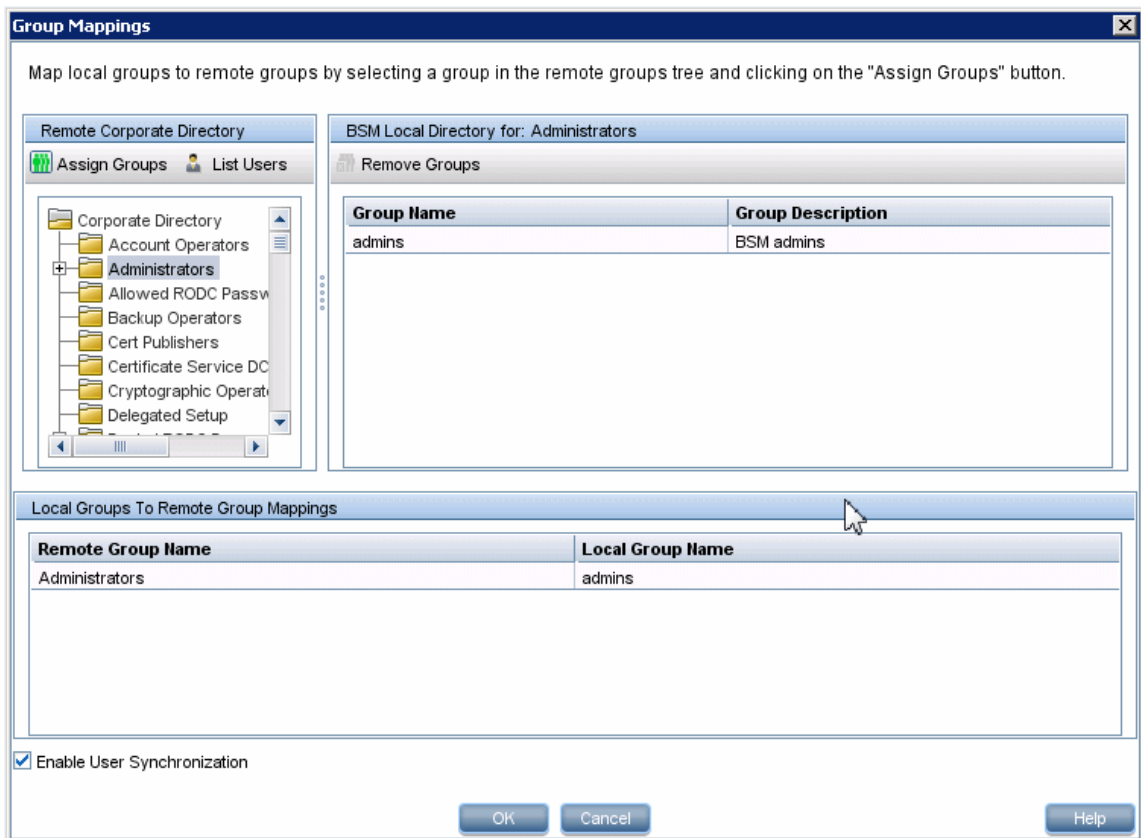 Group Mappings
Map local groups to remote groups by selecting a group in the remote groups tree and clicking on the "Assign Groups" button.
Remote Corporate Directory
Assign Groups List Users
Corporate Directory
Account Operators
Administrators
Allowed RODC Passw
Backup Operators
Cert Publishers
Certificate Service DC
Cryptographic Operat
Delegated Setup
BSM Local Directory for: Administrators
Remove Groups
Group Name Group Description
admins BSM admins
Local Groups To Remote Group Mappings
Remote Group Name Local Group Name
Administrators admins
Enable User Synchronization
OK Cancel Help